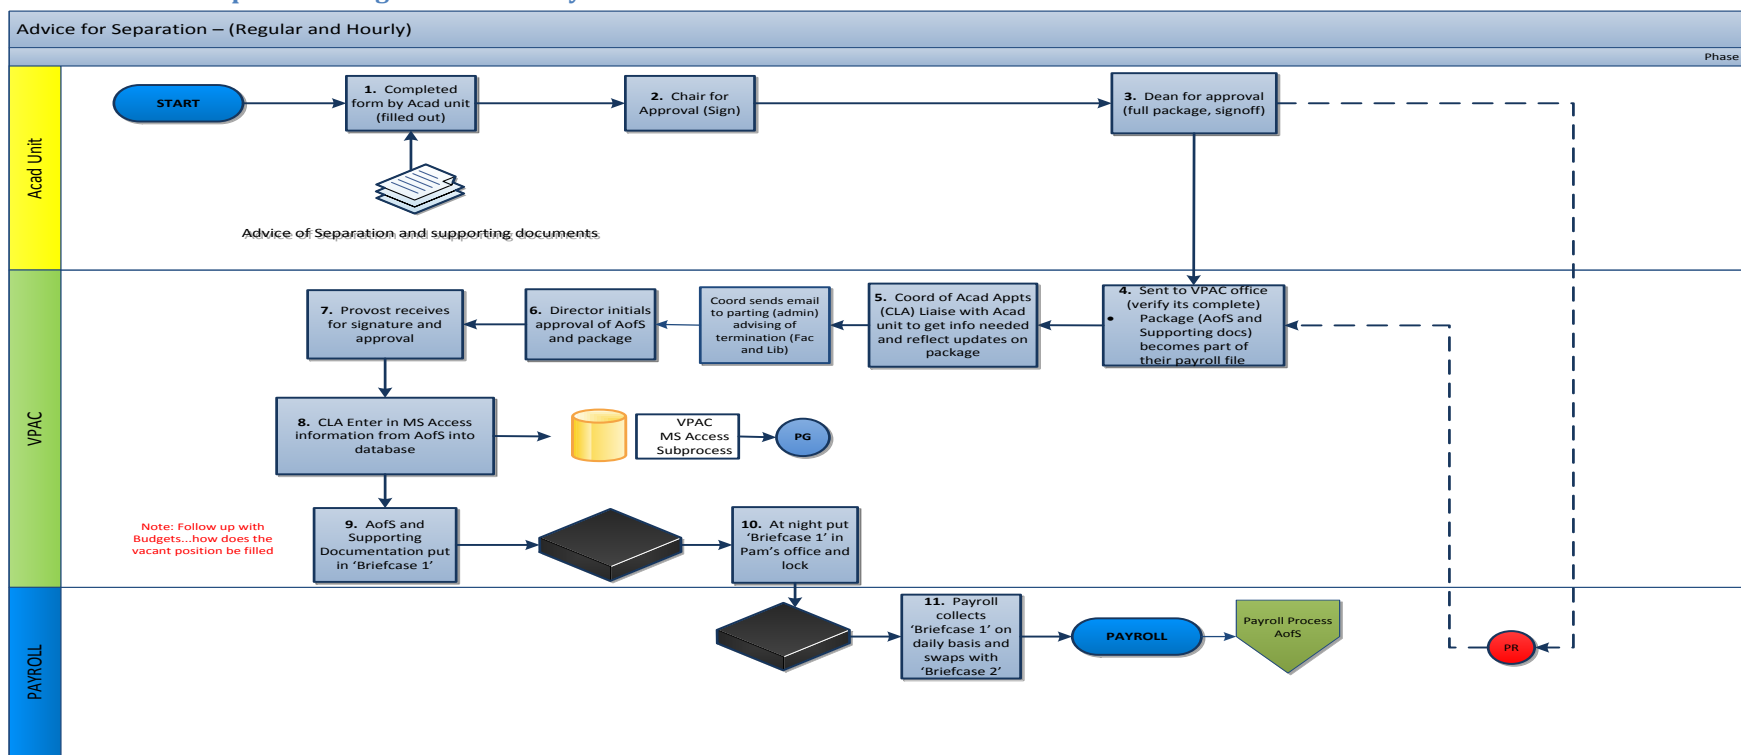 Advice for Separation – (Regular and Hourly)
Phase
Acad Unit
START
1. Completed
form by Acad unit
(filled out)
2. Chair for
Approval (Sign)
3. Dean for approval
(full package, signoff)
Advice of Separation and supporting documents
VPAC
7. Provost receives
for signature and
approval
6. Director initials
approval of AofS
and package
Coord sends email
to parting (admin)
advising of
termination (Fac
and Lib)
5. Coord of Acad Appts
(CLA) Liaise with Acad
unit to get info needed
and reflect updates on
package
4. Sent to VPAC office
(verify its complete)
• Package (AofS and
Supporting docs)
becomes part of
their payroll file
8. CLA Enter in MS Access
information from AofS into
database
VPAC
MS Access
Subprocess
PG
Note: Follow up with
Budgets...how does the
vacant position be filled
9. AofS and
Supporting
Documentation put
in ‘Briefcase 1’
10. At night put
‘Briefcase 1’ in
Pam’s office and
lock
PAYROLL
11. Payroll
collects
‘Briefcase 1’ on
daily basis and
swaps with
‘Briefcase 2’
PAYROLL
Payroll Process
AofS
PR